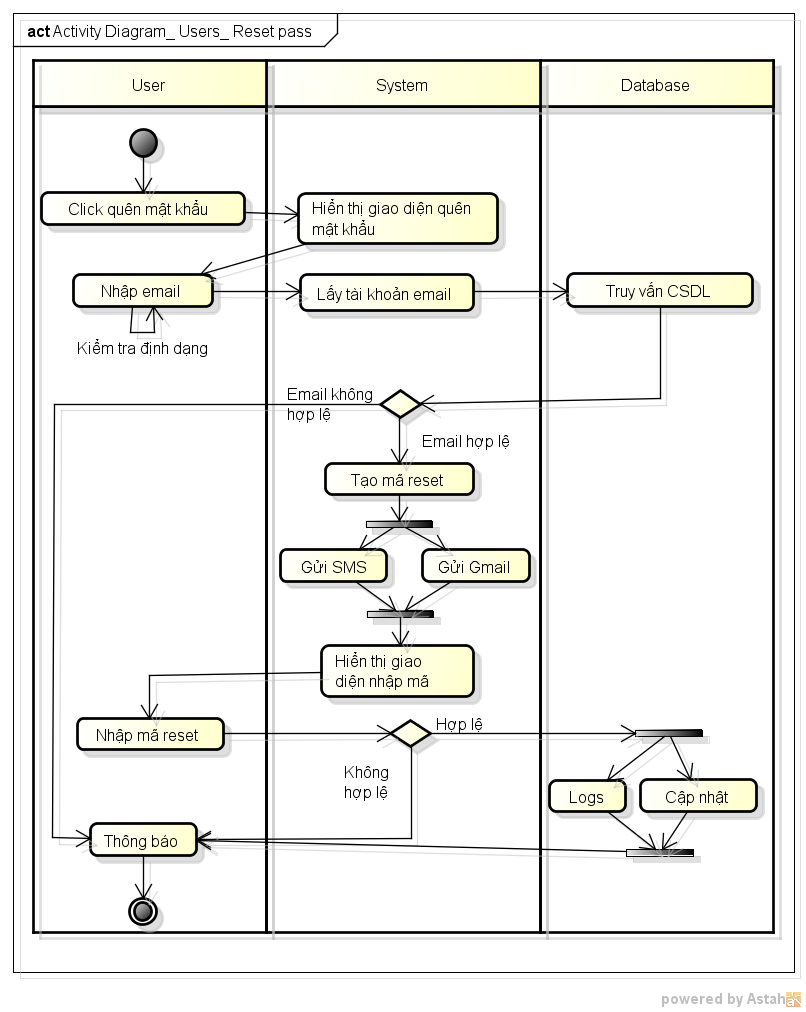 act Activity Diagram_ Users_ Reset pass
User
System
Database
Click quên mật khẩu
Hiển thị giao diện quên
mật khẩu
Nhập email
Lấy tài khoản email
Truy vấn CSDL
Kiểm tra định dạng
Email không
hợp lệ
Email hợp lệ
Tạo mã reset
Gửi SMS
Gửi Gmail
Hiển thị giao
diện nhập mã
Nhập mã reset
Hợp lệ
Không
hợp lệ
Logs
Cập nhật
Thông báo
powered by Astah